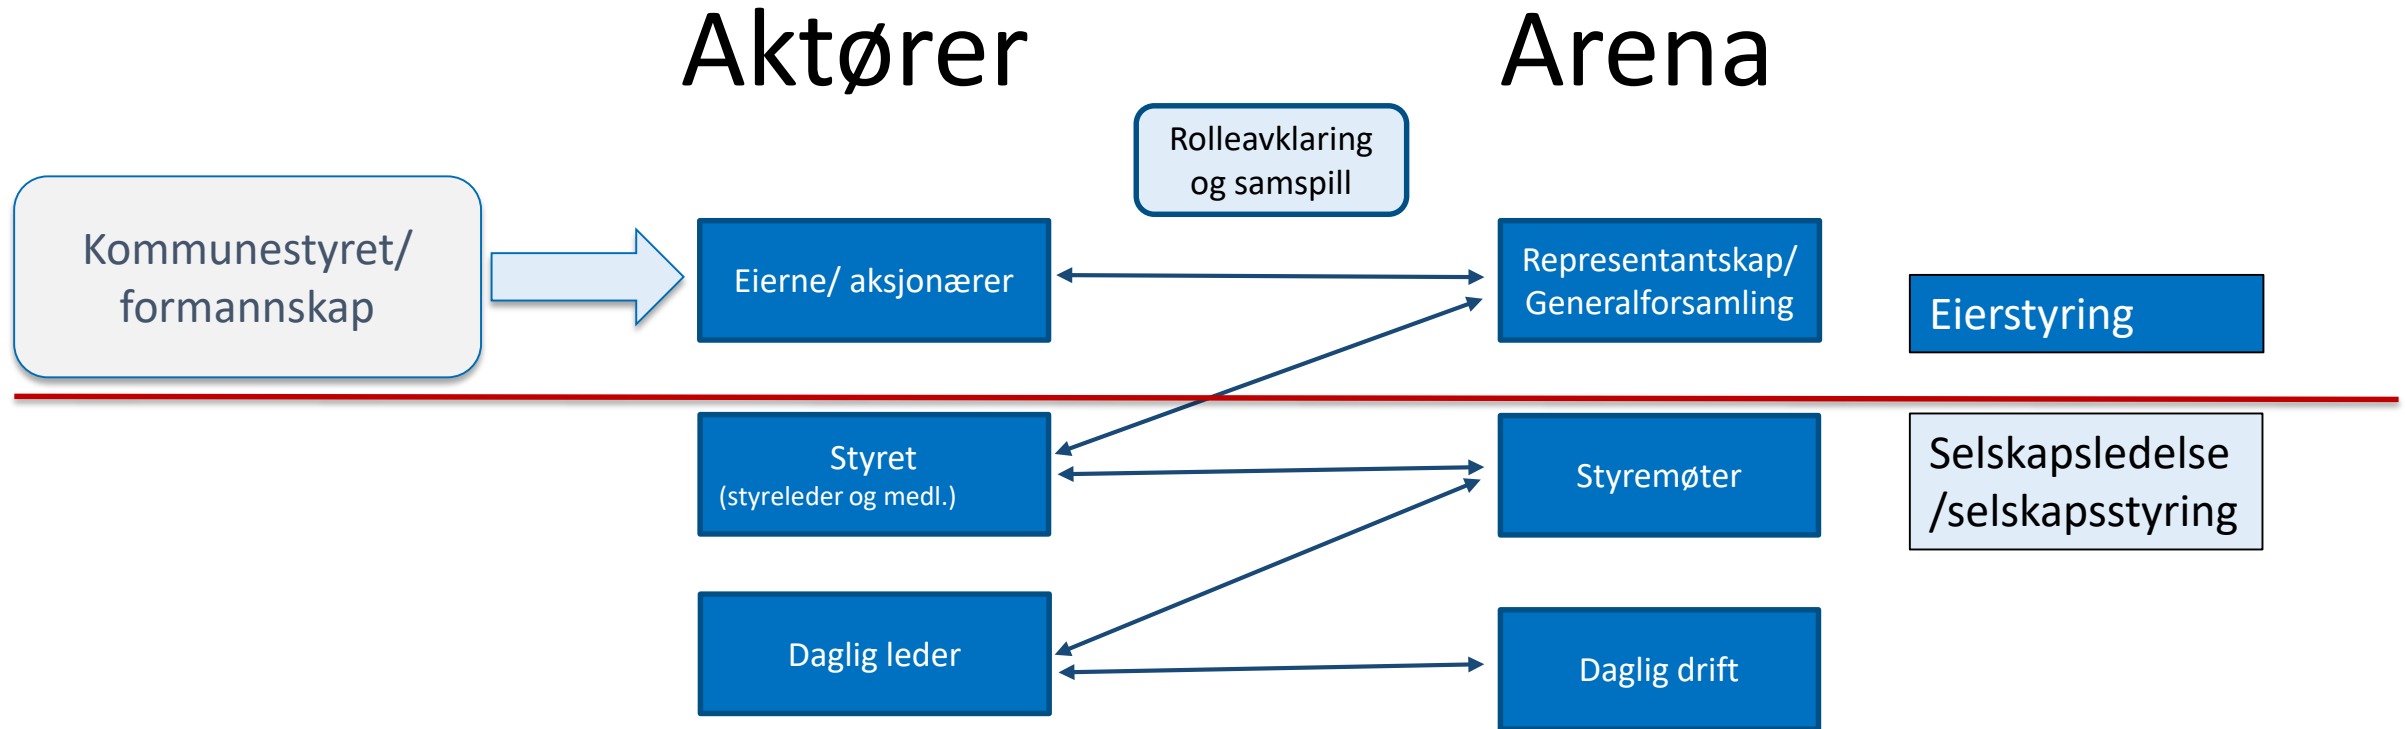 Aktører
Arena
Rolleavklaring
og samspill
Kommunestyret/
formannskap
Eierne/ aksjonærer
Representantskap/
Generalforsamling
Eierstyring
Styret
(styreleder og medl.)
Styremøter
Selskapsledelse
/selskapsstyring
Daglig leder
Daglig drift